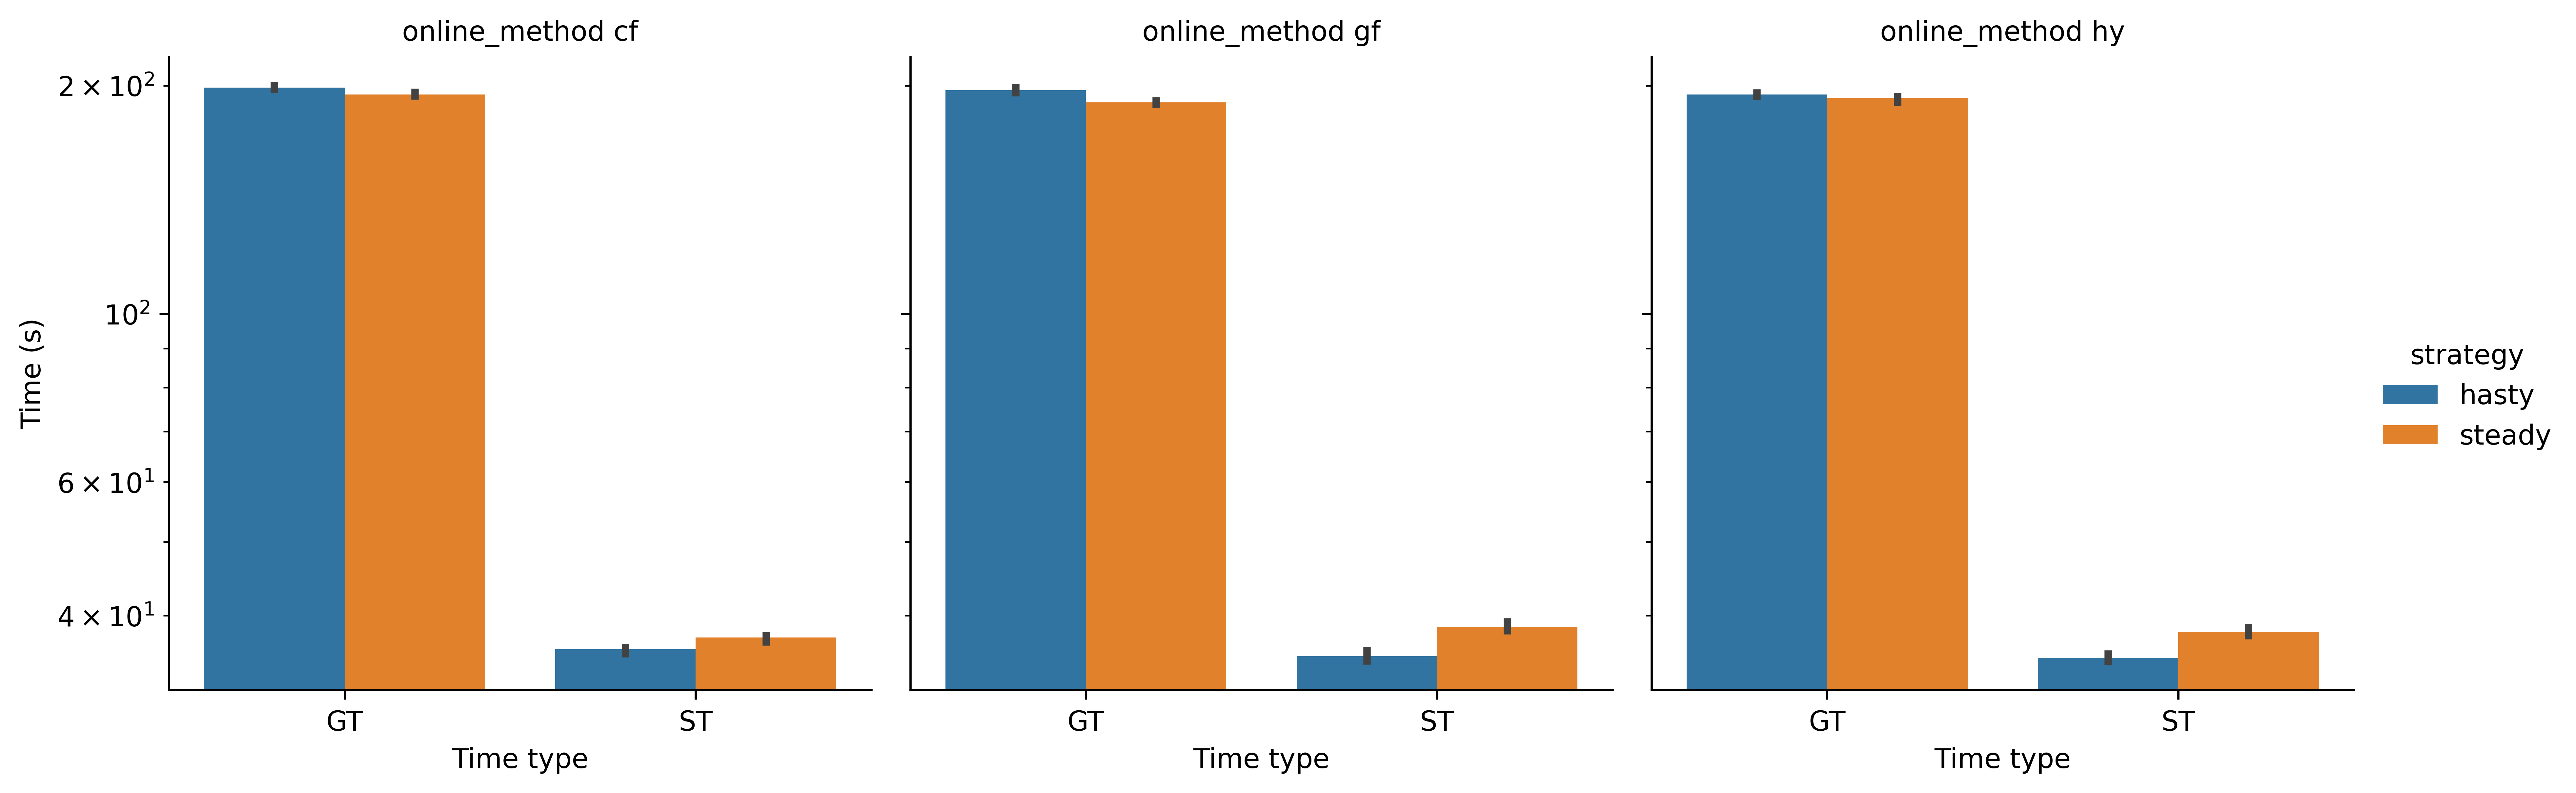 online_method cf
online_method gf
online_method hy
Time (s)
2 × 10²
10²
6 × 10¹
4 × 10¹
GT
ST
Time type
GT
ST
Time type
GT
ST
Time type
strategy
hasty
steady